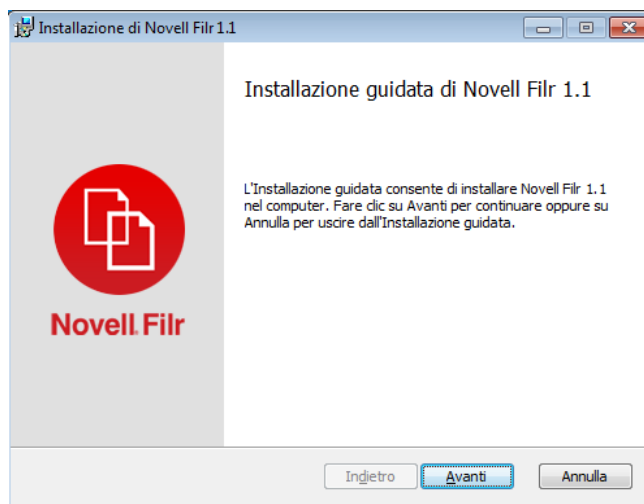 Installazione di Novell Filr 1.1
Installazione guidata di Novell Filr 1.1
L'Installazione guidata consente di installare Novell Filr 1.1
nel computer. Fare clic su Avanti per continuare oppure su
Annulla per uscire dall'Installazione guidata.
Novell® Filr
Indietro
Avanti
Annulla